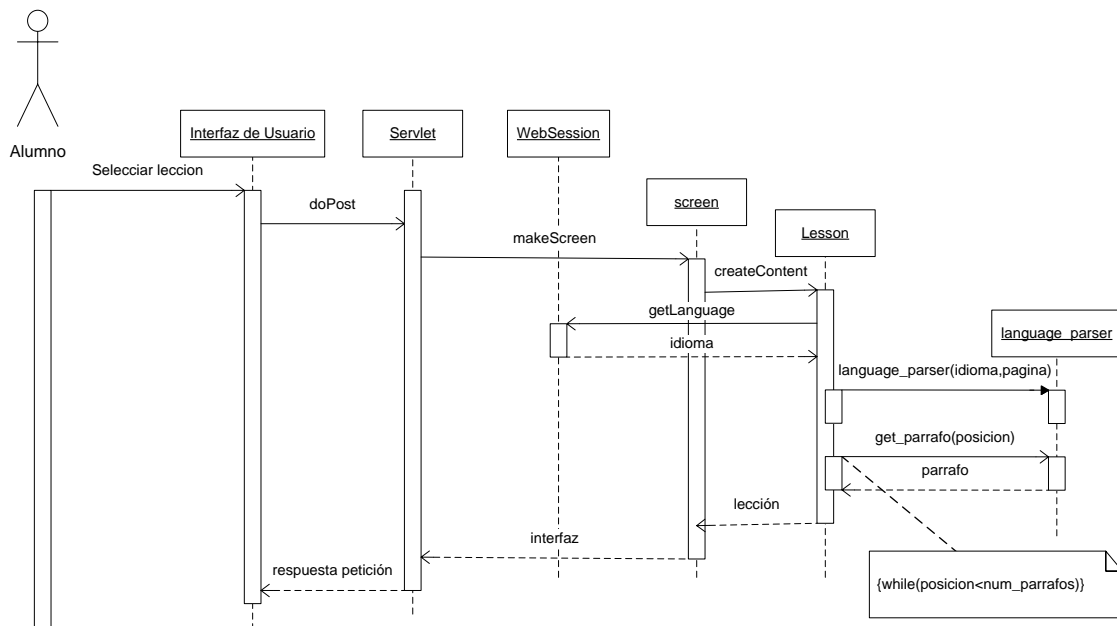 Alumno
Interfaz de Usuario
Servlet
WebSession
screen
Lesson
language_parser
Selecciar leccion
doPost
makeScreen
createContent
getLanguage
idioma
language_parser(idioma,pagina)
get_parrafo(posicion)
parrafo
lección
interfaz
respuesta petición
{while(posicion<num_parrafos)}